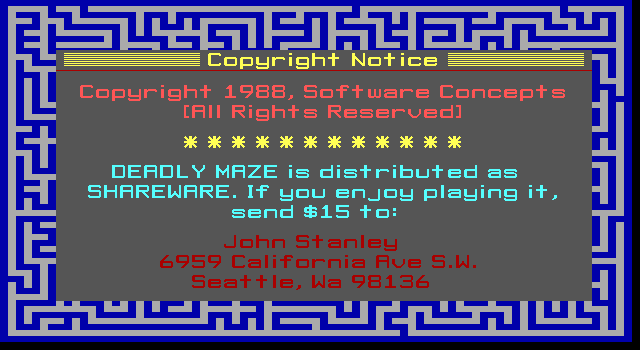 Copyright Notice
Copyright 1988, Software Concepts
[All Rights Reserved]
* * * * * * * * * * * * *
DEADLY MAZE is distributed as
SHAREWARE. If you enjoy playing it,
send $15 to:
John Stanley
6959 California Ave S.W.
Seattle, Wa 98136